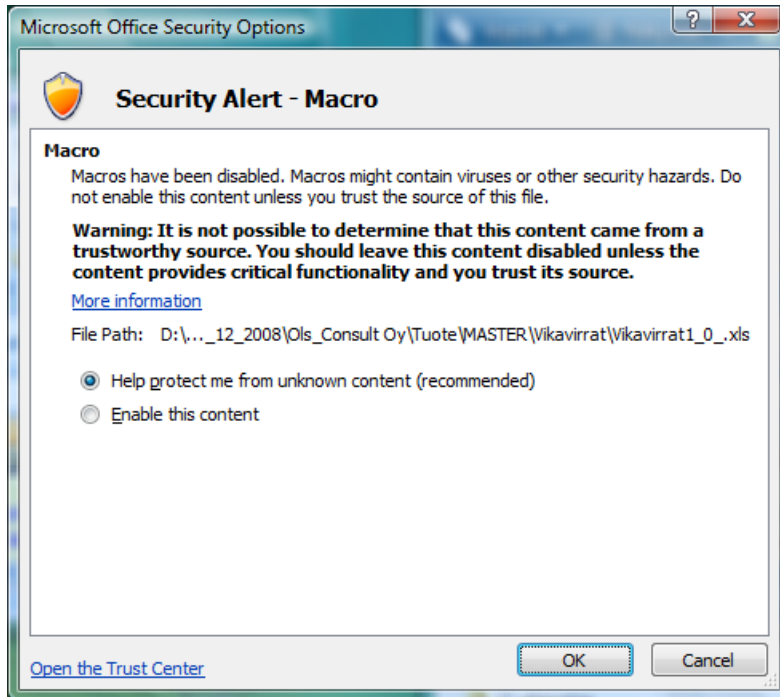 Microsoft Office Security Options
Security Alert - Macro
Macro
Macros have been disabled. Macros might contain viruses or other security hazards. Do
not enable this content unless you trust the source of this file.
Warning: It is not possible to determine that this content came from a
trustworthy source. You should leave this content disabled unless the
content provides critical functionality and you trust its source.
More information
File Path: D:\..._12_2008\Ols_Consult Oy\Tuote\MASTER\Vikavirrat\Vikavirrat1_0_.xls
Help protect me from unknown content (recommended)
Enable this content
Open the Trust Center
OK
Cancel